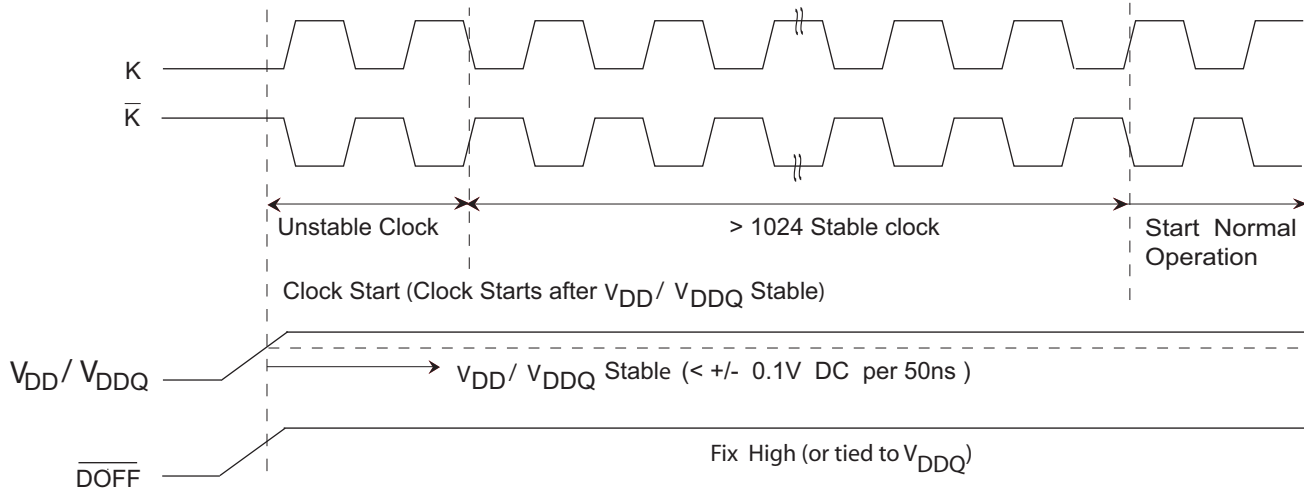 K
K̅
Unstable Clock
> 1024 Stable clock
Start Normal
Operation
Clock Start (Clock Starts after VDD/ VDDQ Stable)
VDD/ VDDQ
VDD/ VDDQ Stable (< +/- 0.1V DC per 50ns )
Fix High (or tied to VDDQ)
D̅O̅F̅F̅